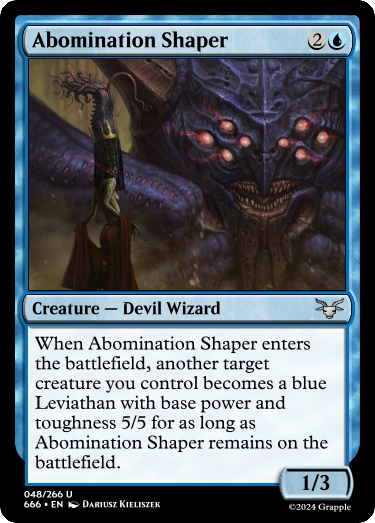 Abomination Shaper 2
Creature — Devil Wizard
When Abomination Shaper enters
the battlefield, another target
creature you control becomes a blue
Leviathan with base power and
toughness 5/5 for as long as
Abomination Shaper remains on the
battlefield.
1/3
048/266 U
666 • EN Dariusz Kieliszek
©2024 Grapple